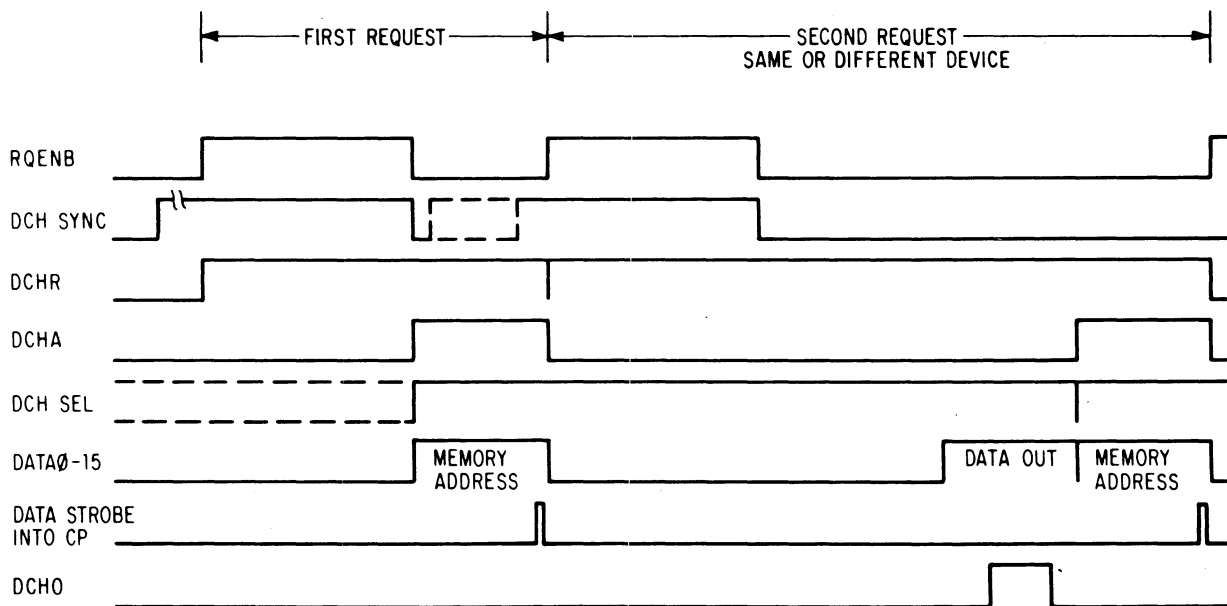 FIRST REQUEST
SECOND REQUEST
SAME OR DIFFERENT DEVICE
RQENB
DCH SYNC
DCHR
DCHA
DCH SEL
DATAØ-15
MEMORY
ADDRESS
DATA OUT
MEMORY
ADDRESS
DATA STROBE
INTO CP
DCHO